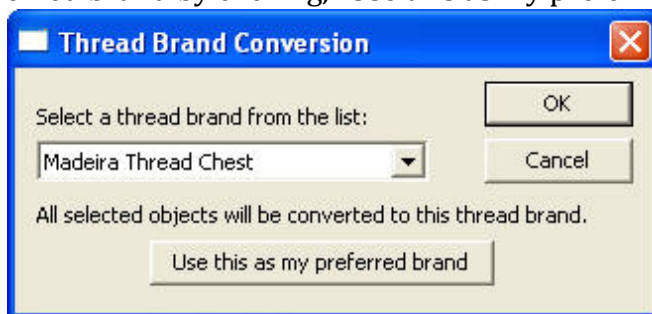 Thread Brand Conversion
Select a thread brand from the list:
OK
Madeira Thread Chest
Cancel
All selected objects will be converted to this thread brand.
Use this as my preferred brand